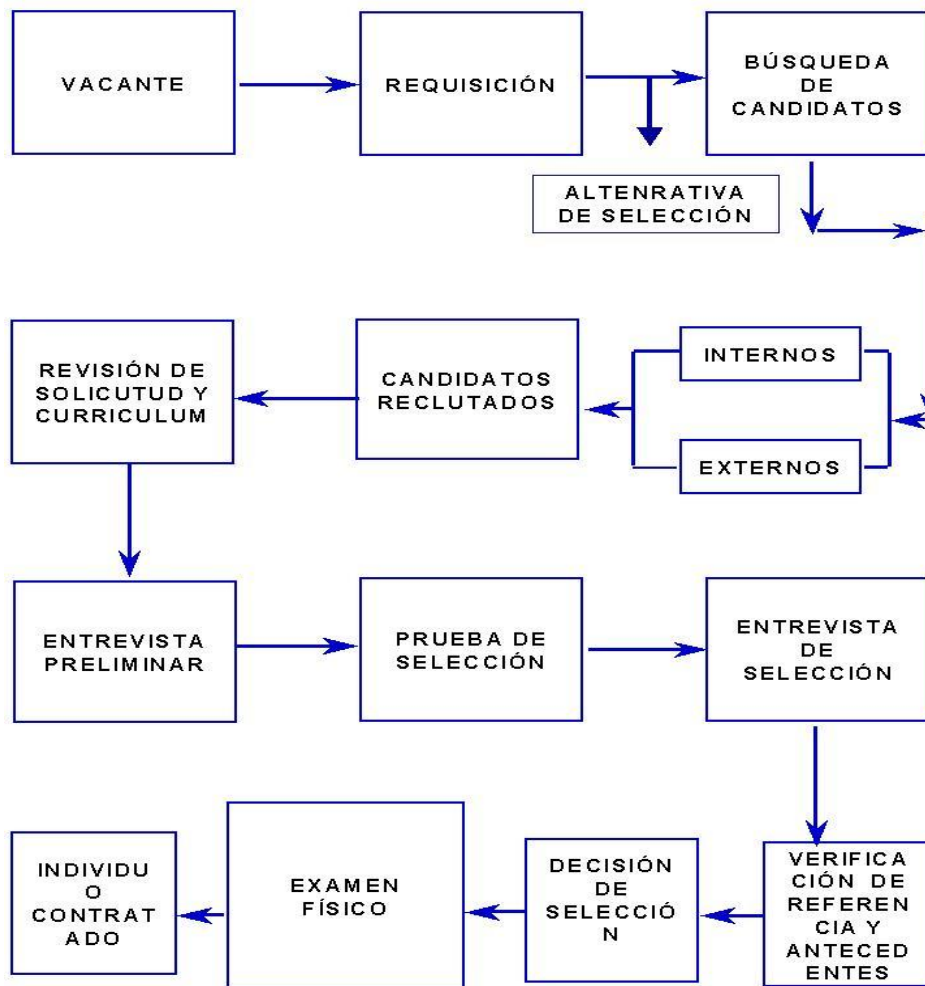 VACANTE
REQUISICIÓN
BÚSQUEDA
DE
CANDIDATOS
ALTENRATIVA
DE SELECCIÓN
INTERNOS
EXTERNOS
CANDIDATOS
RECLUTADOS
REVISIÓN DE
SOLICUTUD Y
CURRICULUM
ENTREVISTA
PRELIMINAR
PRUEBA DE
SELECCIÓN
ENTREVISTA
DE
SELECCIÓN
VERIFICA
CIÓN DE
REFEREN
CIA Y
ANTECED
ENTES
DECISIÓN
DE
SELECCIÓ
N
EXAMEN
FÍSICO
INDIVIDU
O
CONTRAT
ADO